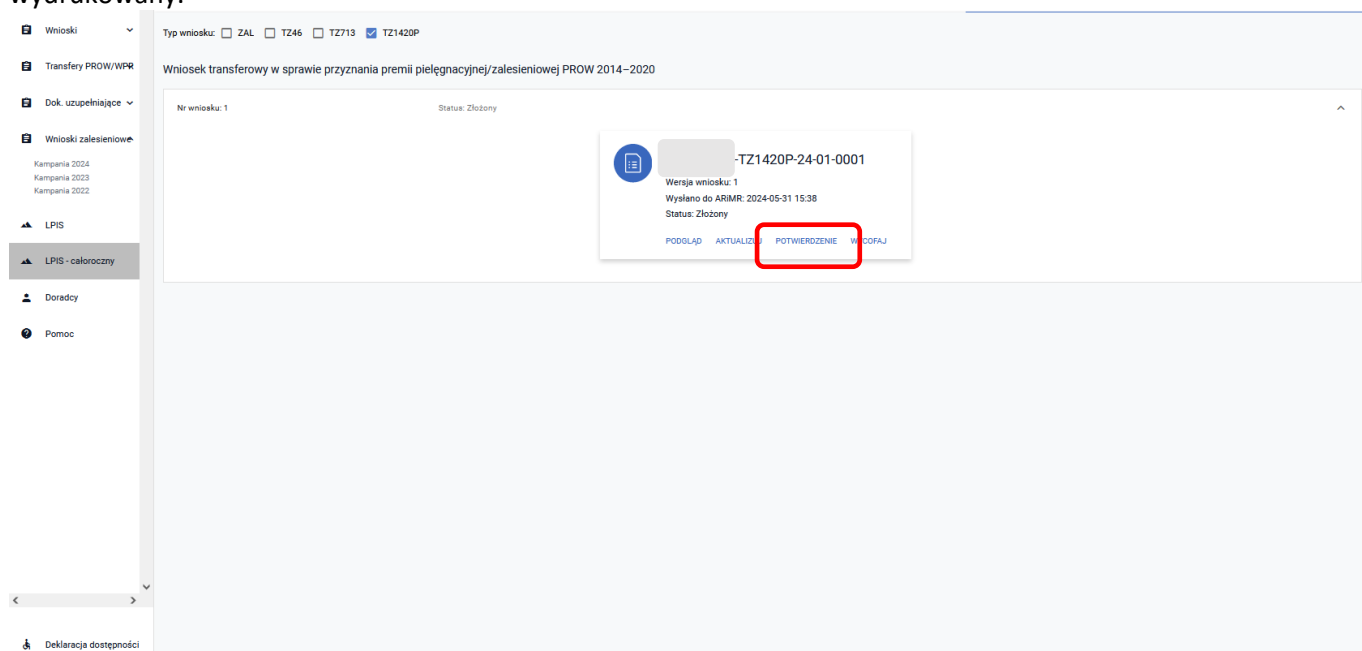 wydrukowany.
Wnioski
Typ wniosku: ZAL TZ46 TZ713 TZ1420P
Transfery PROW/WPR
Wniosek transferowy w sprawie przyznania premii pielęgnacyjnej/zalesieniowej PROW 2014–2020
Dok. uzupełniające
Nr wniosku: 1
Status: Złożony
Wnioski zalesieniowe
Kampania 2024
Kampania 2023
Kampania 2022
LPIS
LPIS - całoroczny
Doradcy
Pomoc
-TZ1420P-24-01-0001
Wersja wniosku: 1
Wysłano do ARiMR: 2024-05-31 15:38
Status: Złożony
PODGLĄD AKTUALIZUJ POTWIERDZENIE WYCOFAJ
Deklaracja dostępności